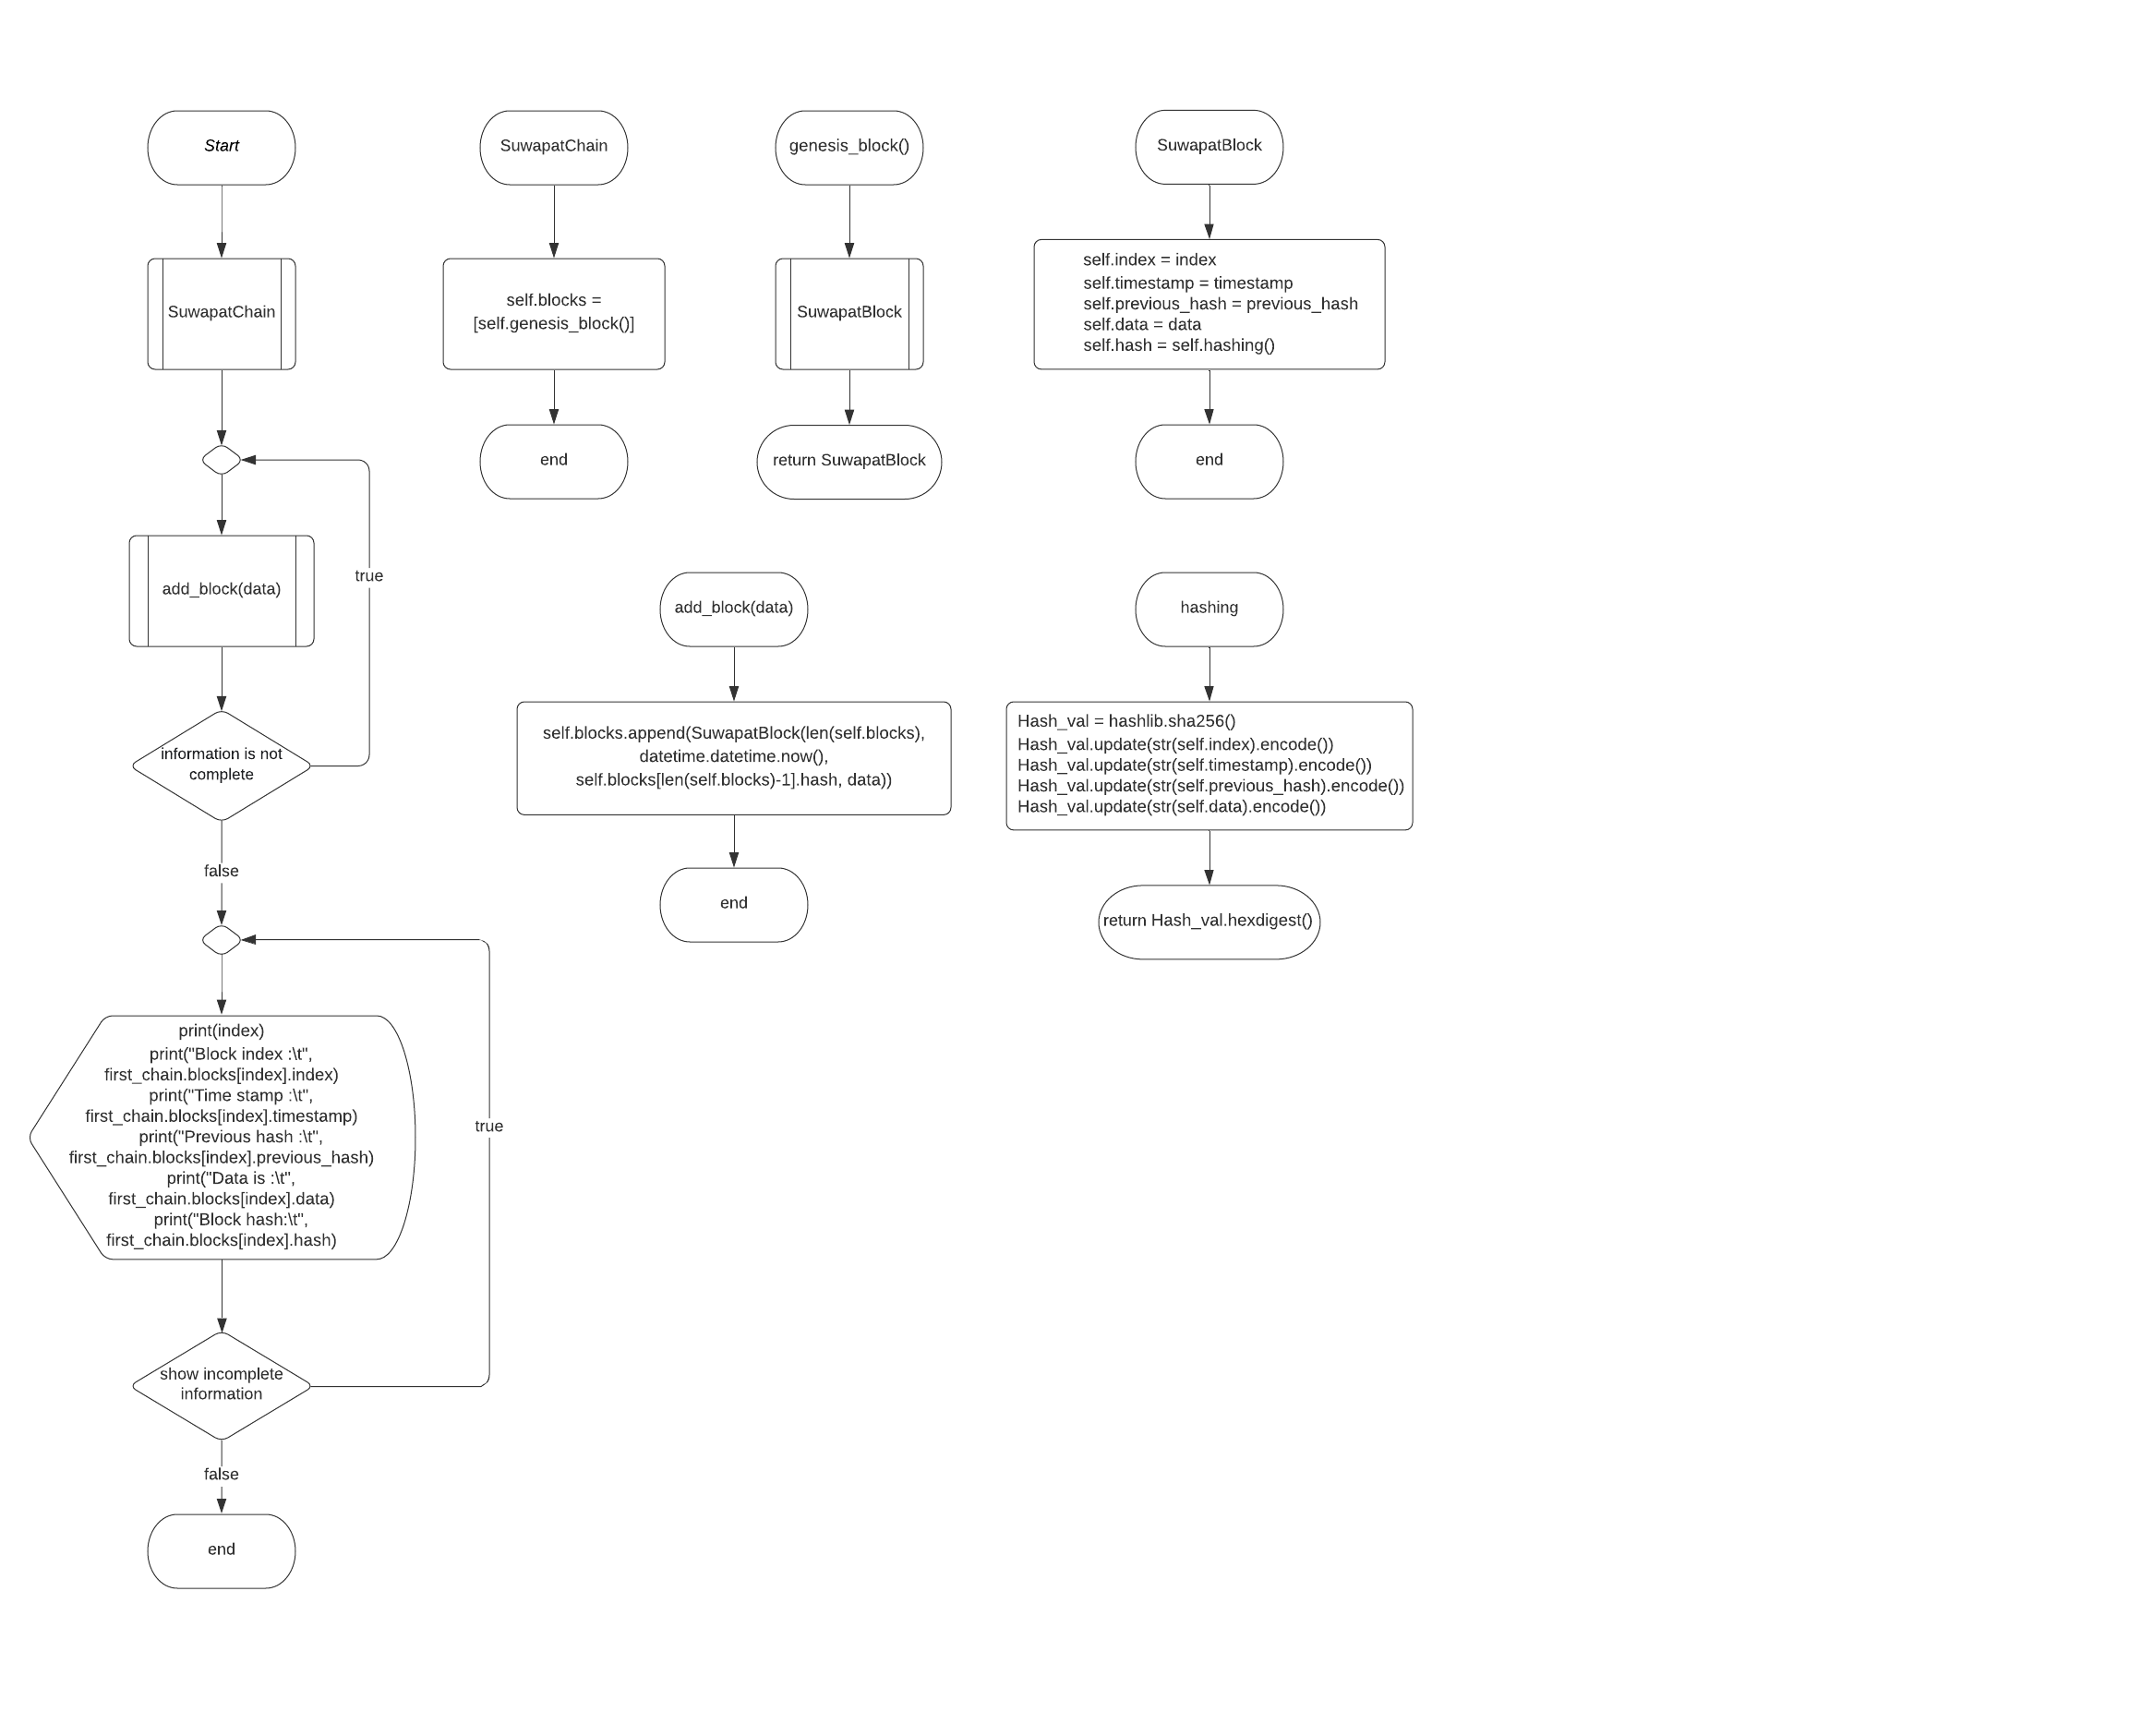 Start
SuwapatChain
true
add_block(data)
information is not
complete
false
print(index)
print("Block index :\t",
first_chain.blocks[index].index)
print("Time stamp :\t",
first_chain.blocks[index].timestamp)
print("Previous hash :\t",
first_chain.blocks[index].previous_hash)
print("Data is :\t",
first_chain.blocks[index].data)
print("Block hash:\t",
first_chain.blocks[index].hash)
true
show incomplete
information
false
end
SuwapatChain
self.blocks =
[self.genesis_block()]
end
genesis_block()
SuwapatBlock
return SuwapatBlock
SuwapatBlock
self.index = index
self.timestamp = timestamp
self.previous_hash = previous_hash
self.data = data
self.hash = self.hashing()
end
add_block(data)
self.blocks.append(SuwapatBlock(len(self.blocks),
datetime.datetime.now(),
self.blocks[len(self.blocks)-1].hash, data))
end
hashing
Hash_val = hashlib.sha256()
Hash_val.update(str(self.index).encode())
Hash_val.update(str(self.timestamp).encode())
Hash_val.update(str(self.previous_hash).encode())
Hash_val.update(str(self.data).encode())
return Hash_val.hexdigest()